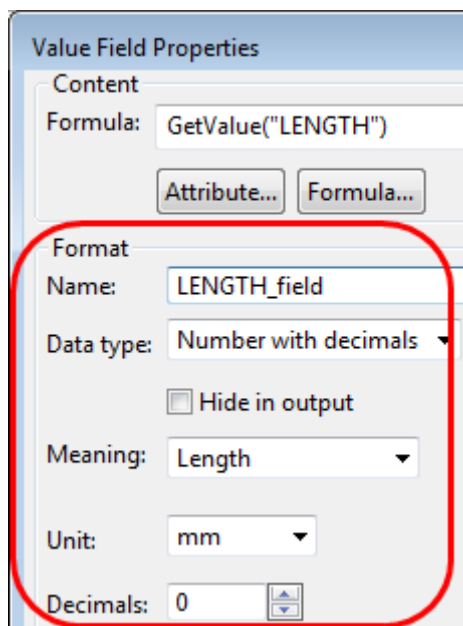 Value Field Properties
Content
Formula: GetValue("LENGTH")
Attribute... Formula...
Format
Name: LENGTH_field
Data type: Number with decimals
Hide in output
Meaning: Length
Unit: mm
Decimals: 0